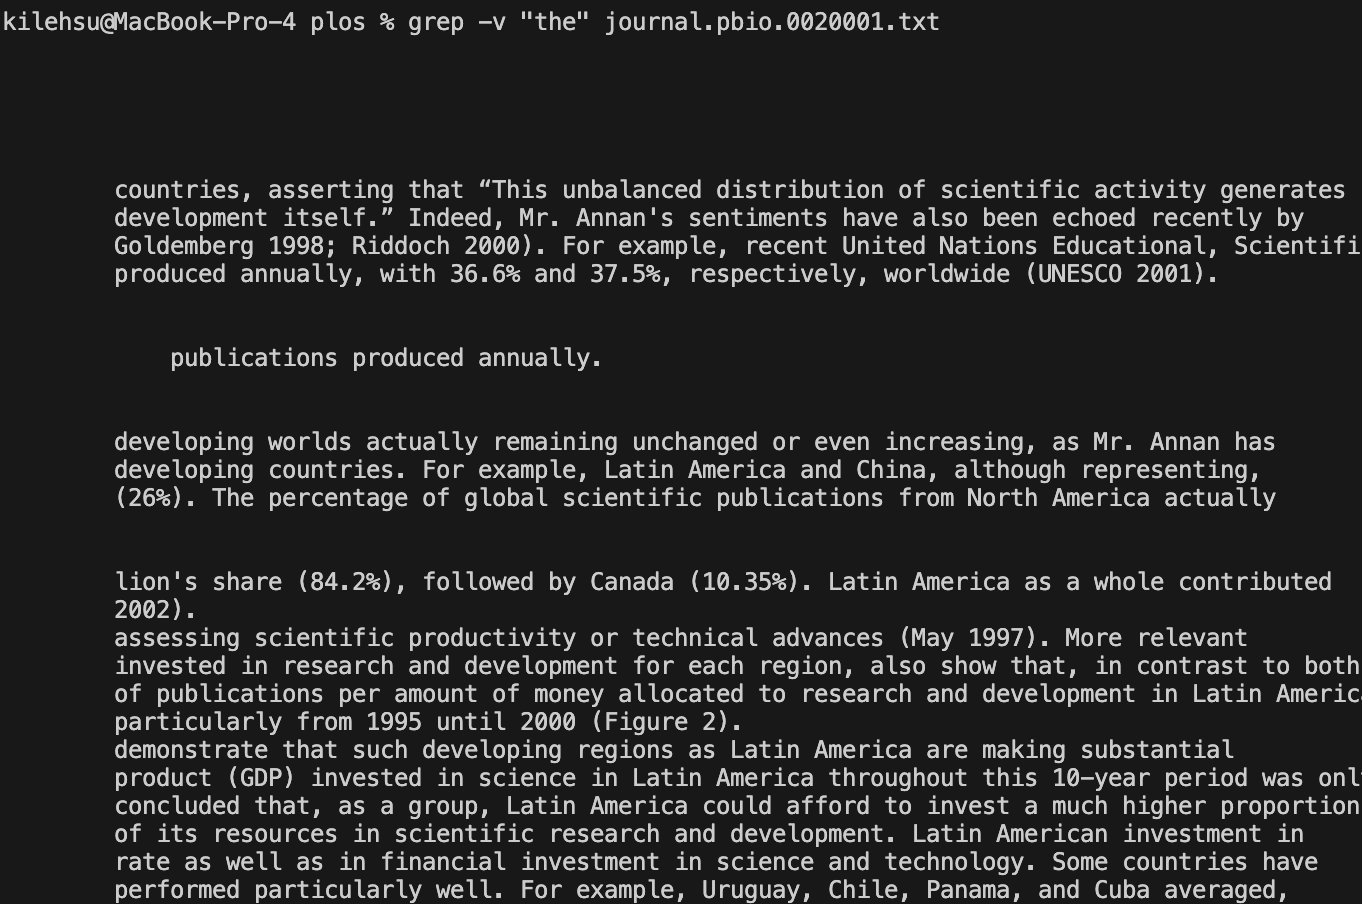 kilehsu@MacBook-Pro-4 plos % grep -v "the" journal.pbio.0020001.txt
countries, asserting that “This unbalanced distribution of scientific activity generates
development itself.” Indeed, Mr. Annan's sentiments have also been echoed recently by
Goldemberg 1998; Riddoch 2000). For example, recent United Nations Educational, Scientifi
produced annually, with 36.6% and 37.5%, respectively, worldwide (UNESCO 2001).
publications produced annually.
developing worlds actually remaining unchanged or even increasing, as Mr. Annan has
developing countries. For example, Latin America and China, although representing,
(26%). The percentage of global scientific publications from North America actually
lion's share (84.2%), followed by Canada (10.35%). Latin America as a whole contributed
2002).
assessing scientific productivity or technical advances (May 1997). More relevant
invested in research and development for each region, also show that, in contrast to both
of publications per amount of money allocated to research and development in Latin Americ
particularly from 1995 until 2000 (Figure 2).
demonstrate that such developing regions as Latin America are making substantial
product (GDP) invested in science in Latin America throughout this 10-year period was onl
concluded that, as a group, Latin America could afford to invest a much higher proportion
of its resources in scientific research and development. Latin American investment in
rate as well as in financial investment in science and technology. Some countries have
performed particularly well. For example, Uruguay, Chile, Panama, and Cuba averaged,